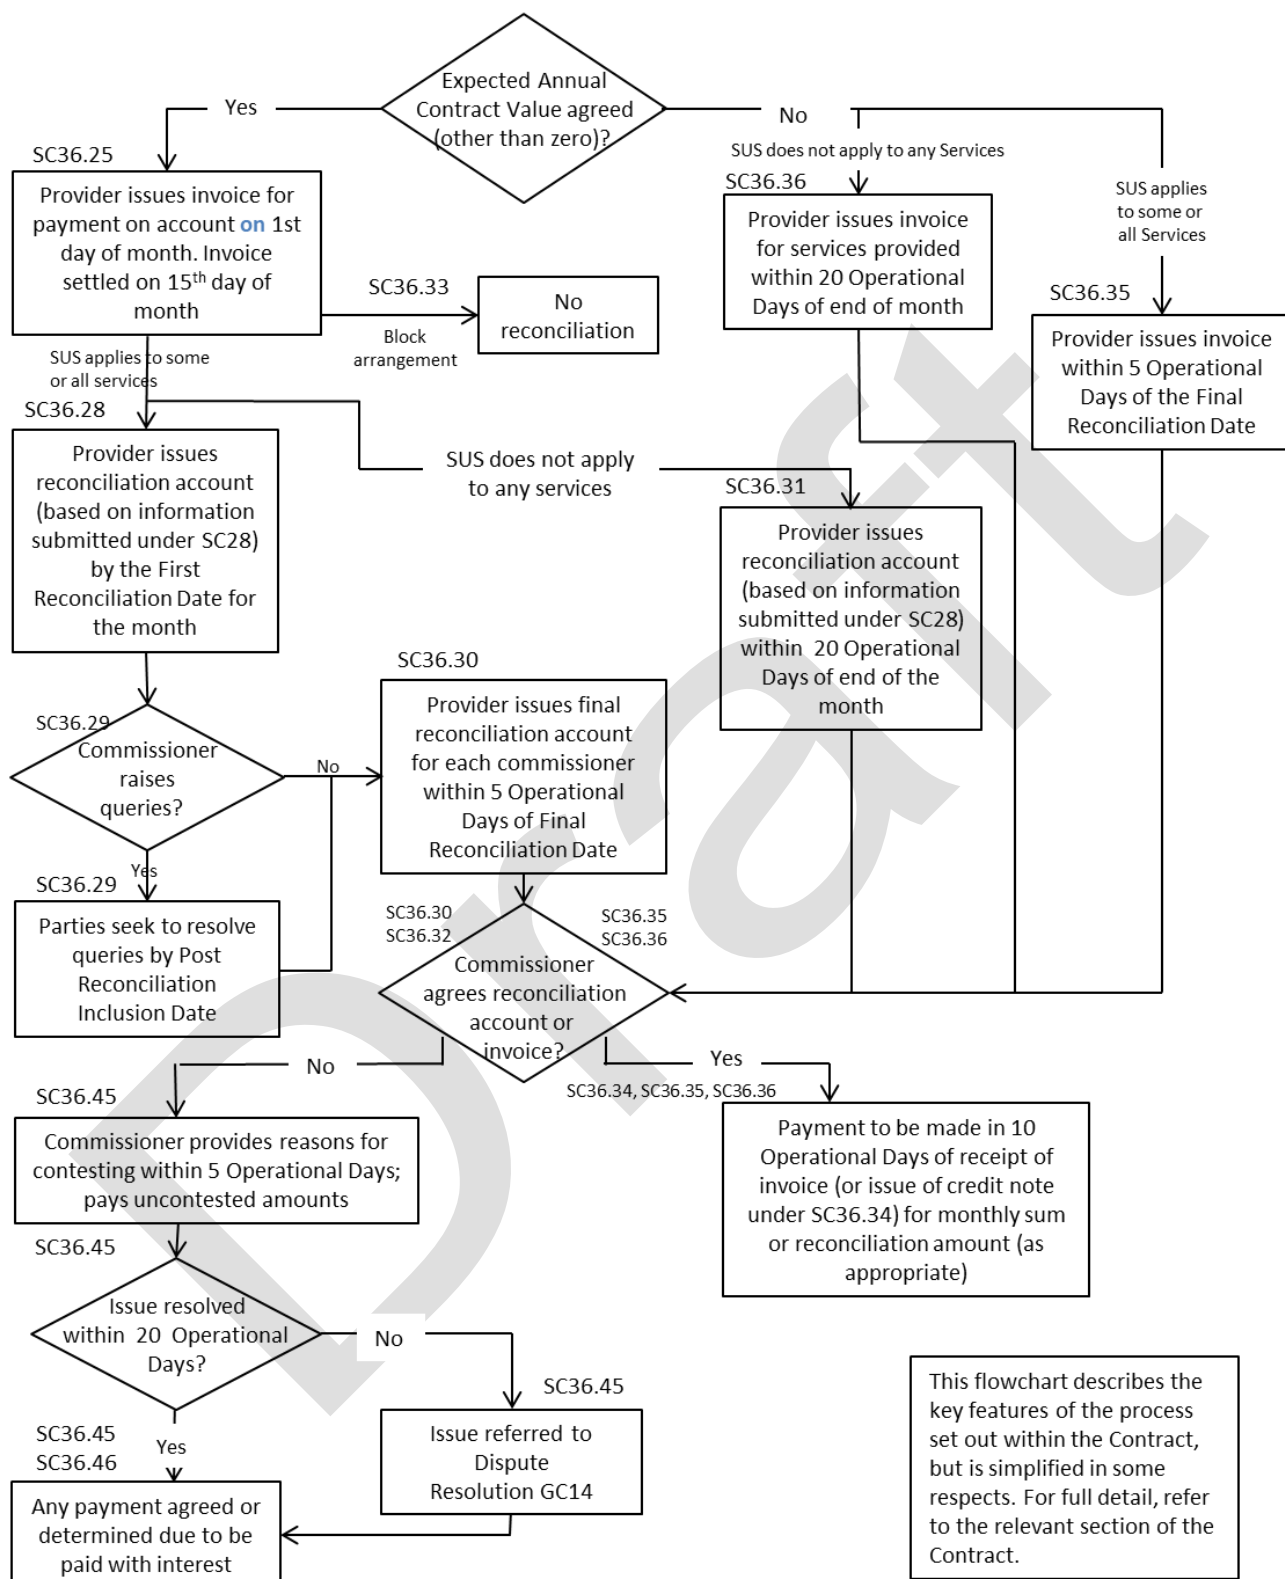 Expected Annual
Contract Value agreed
(other than zero)?
Yes
No
SC36.25
Provider issues invoice for
payment on account on 1st
day of month. Invoice
settled on 15th day of
month
SUS does not apply to any Services
SC36.36
Provider issues invoice
for services provided
within 20 Operational
Days of end of month
SUS applies
to some or
all Services
SC36.35
Provider issues invoice
within 5 Operational
Days of the Final
Reconciliation Date
SC36.33
Block
arrangement
No
reconciliation
SUS applies to some
or all services
SC36.28
Provider issues
reconciliation account
(based on information
submitted under SC28)
by the First
Reconciliation Date for
the month
SUS does not apply
to any services
SC36.31
Provider issues
reconciliation account
(based on information
submitted under SC28)
within 20 Operational
Days of end of the
month
SC36.29
Commissioner
raises
queries?
No
SC36.30
Provider issues final
reconciliation account
for each commissioner
within 5 Operational
Days of Final
Reconciliation Date
Yes
SC36.29
Parties seek to resolve
queries by Post
Reconciliation
Inclusion Date
SC36.30
SC36.32
SC36.35
SC36.36
Commissioner
agrees reconciliation
account or
invoice?
No
Yes
SC36.34, SC36.35, SC36.36
SC36.45
Commissioner provides reasons for
contesting within 5 Operational Days;
pays uncontested amounts
Payment to be made in 10
Operational Days of receipt of
invoice (or issue of credit note
under SC36.34) for monthly sum
or reconciliation amount (as
appropriate)
SC36.45
Issue resolved
within 20 Operational
Days?
No
SC36.45
Issue referred to
Dispute
Resolution GC14
SC36.45
SC36.46
Yes
Any payment agreed or
determined due to be
paid with interest
This flowchart describes the
key features of the process
set out within the Contract,
but is simplified in some
respects. For full detail, refer
to the relevant section of the
Contract.
Draft